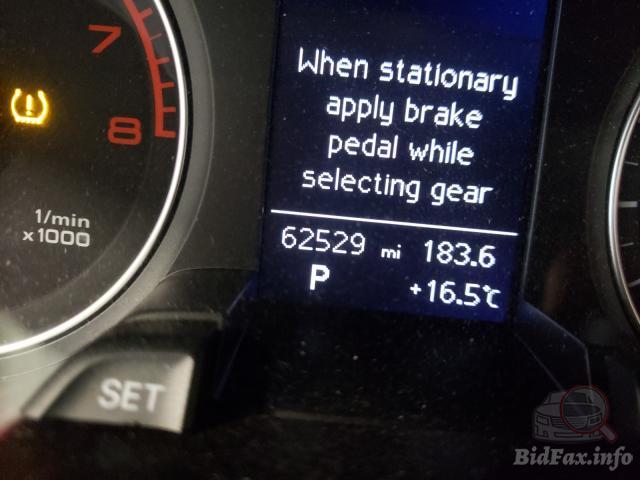 When stationary
apply brake
pedal while
selecting gear
7
8
1/min
x1000
62529 mi 183.6
P +16.5°C
SET
BidFax.info